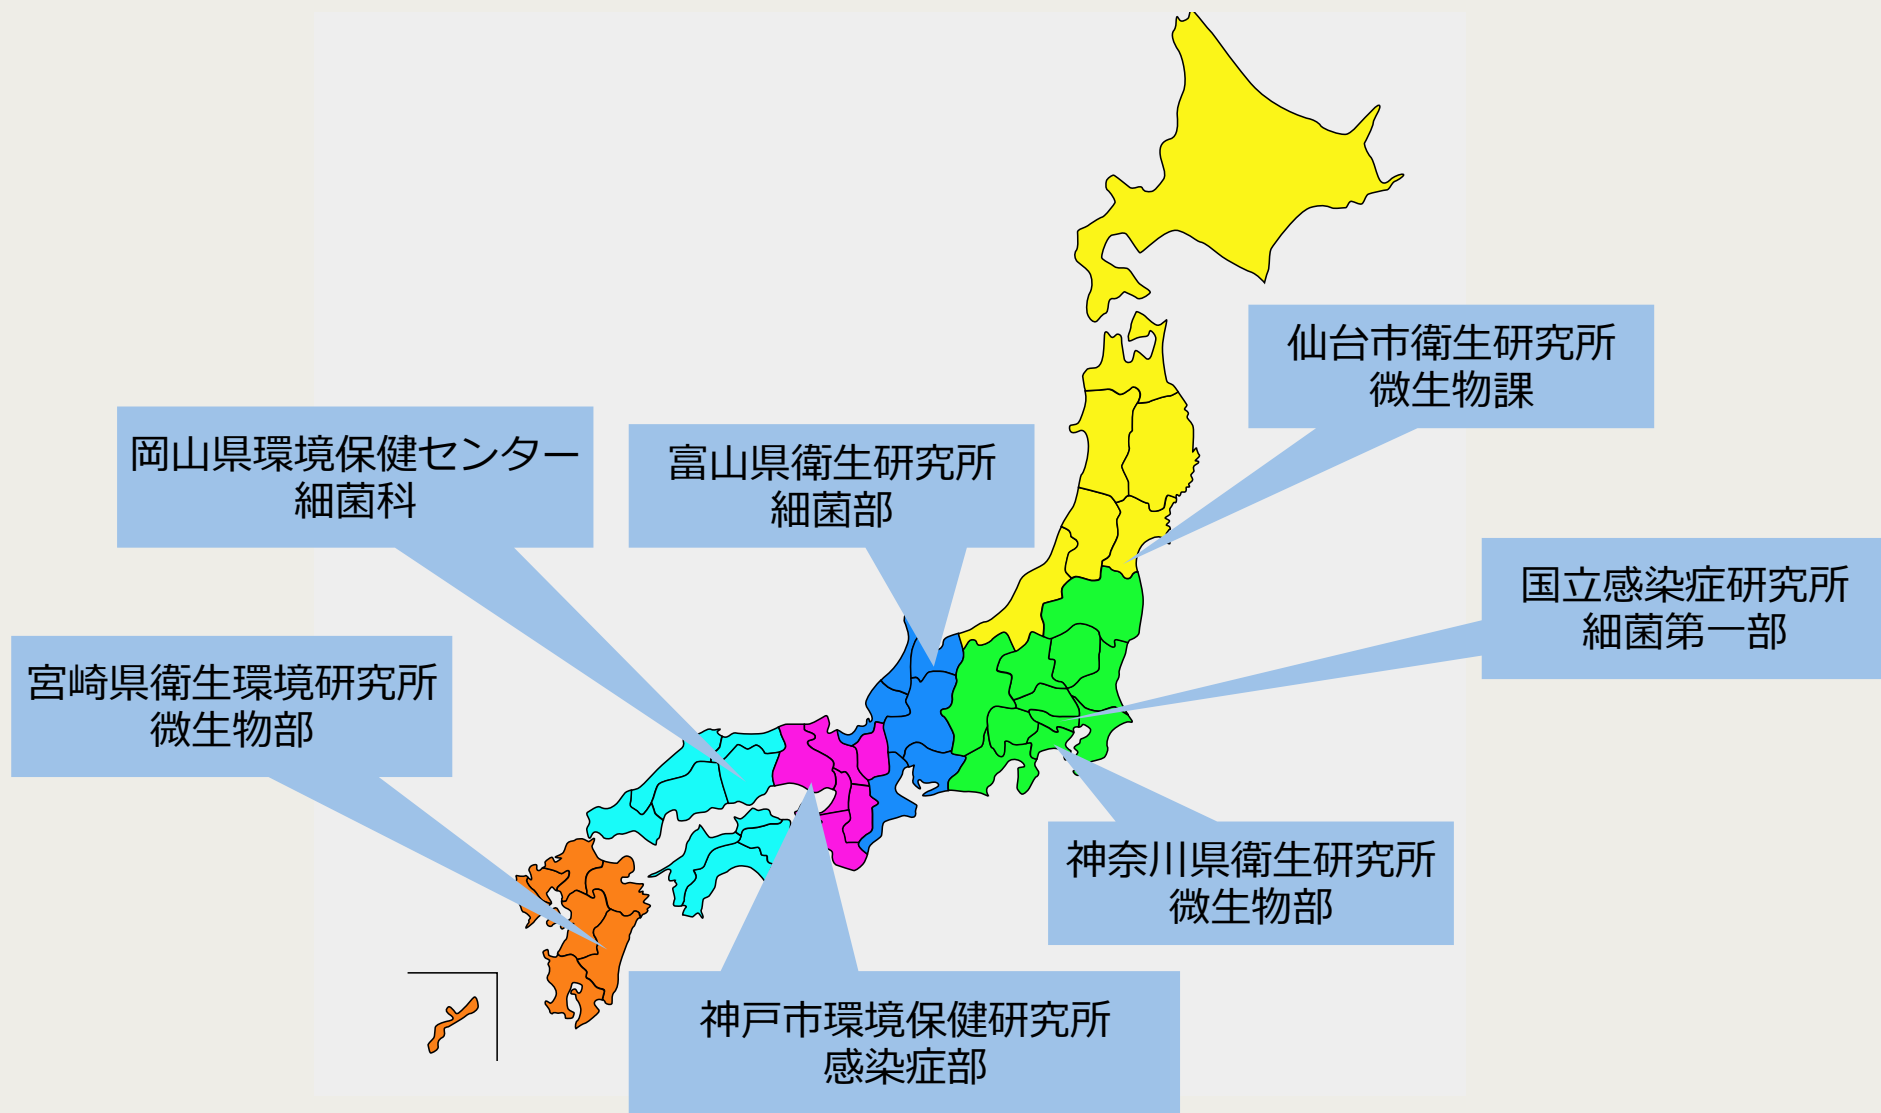 仙台市衛生研究所
微生物課
岡山県環境保健センター
細菌科
富山県衛生研究所
細菌部
国立感染症研究所
細菌第一部
宮崎県衛生環境研究所
微生物部
神奈川県衛生研究所
微生物部
神戸市環境保健研究所
感染症部